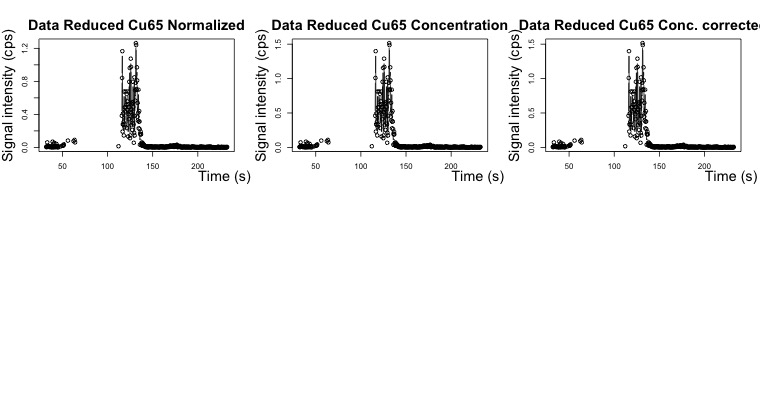 Data Reduced Cu65 Normalized
Signal intensity (cps)
0.0 0.4 0.8 1.2
50 100 150 200
Time (s)
Data Reduced Cu65 Concentration
Signal intensity (cps)
0.0 0.5 1.0 1.5
50 100 150 200
Time (s)
Data Reduced Cu65 Conc. correcte
Signal intensity (cps)
0.0 0.5 1.0 1.5
50 100 150 200
Time (s)